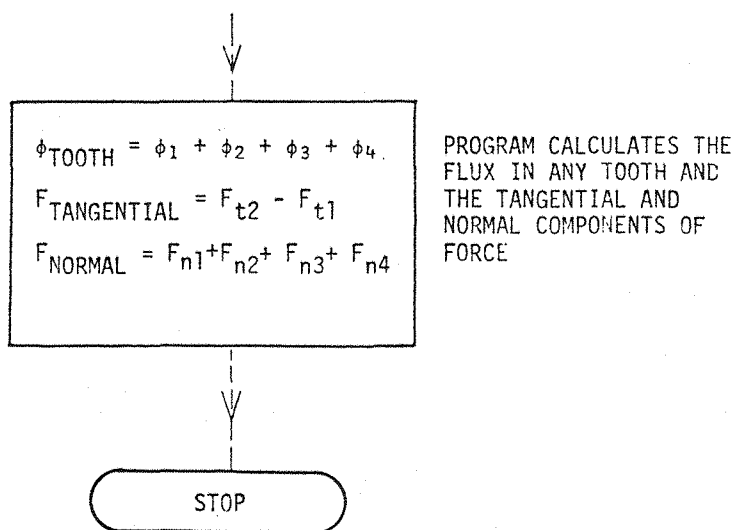 ϕTOOTH = ϕ1 + ϕ2 + ϕ3 + ϕ4.
FTANGENTIAL = Ft2 - Ft1
FNORMAL = Fn1+Fn2+ Fn3+ Fn4
PROGRAM CALCULATES THE
FLUX IN ANY TOOTH AND
THE TANGENTIAL AND
NORMAL COMPONENTS OF
FORCE
STOP